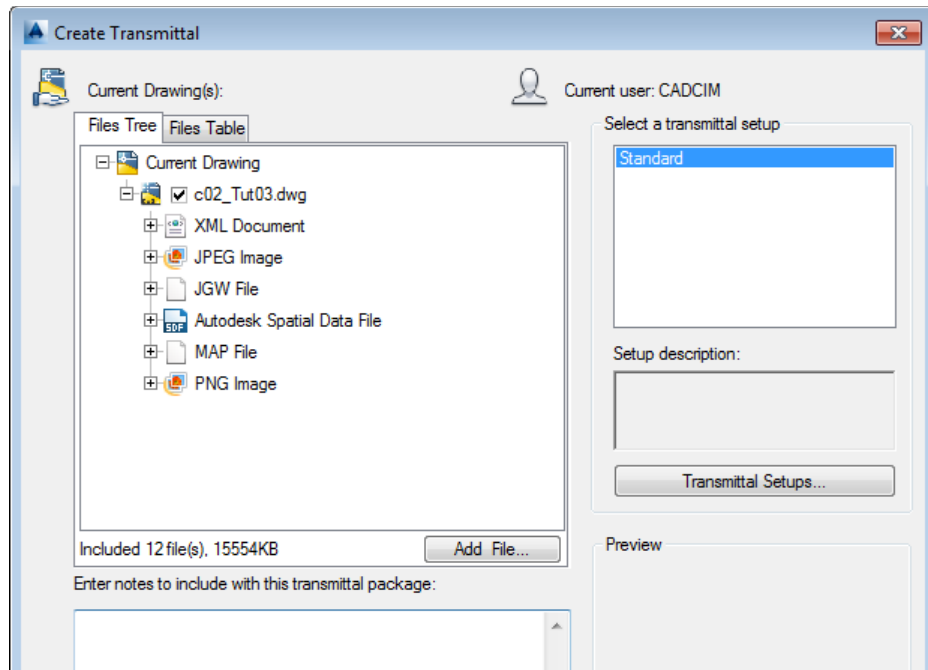 Create Transmittal
Current Drawing(s):
Current user: CADCIM
Files Tree
Files Table
Current Drawing
c02_Tut03.dwg
XML Document
JPEG Image
JGW File
SDF
Autodesk Spatial Data File
MAP File
PNG Image
Included 12 file(s), 15554KB
Add File...
Enter notes to include with this transmittal package:
Select a transmittal setup
Standard
Setup description:
Transmittal Setups...
Preview